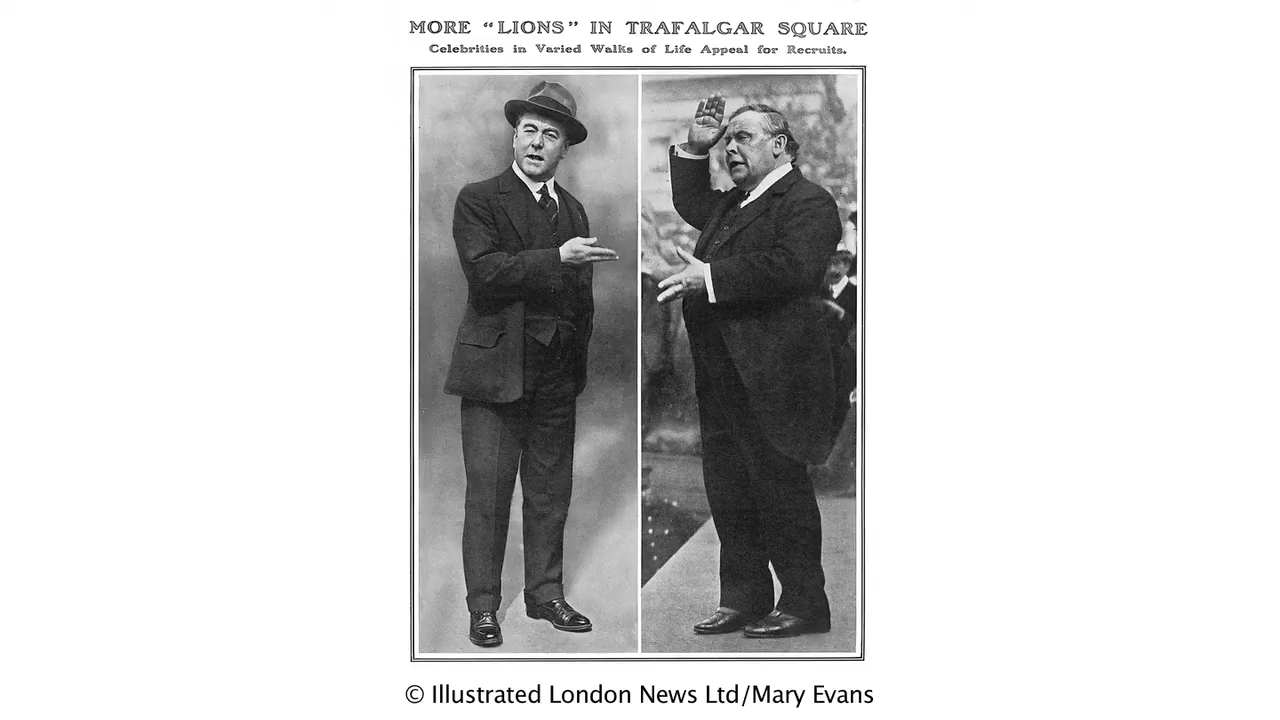 MORE “LIONS” IN TRAFALGAR SQUARE
Celebrities in Varied Walks of Life Appeal for Recruits.
© Illustrated London News Ltd/Mary Evans